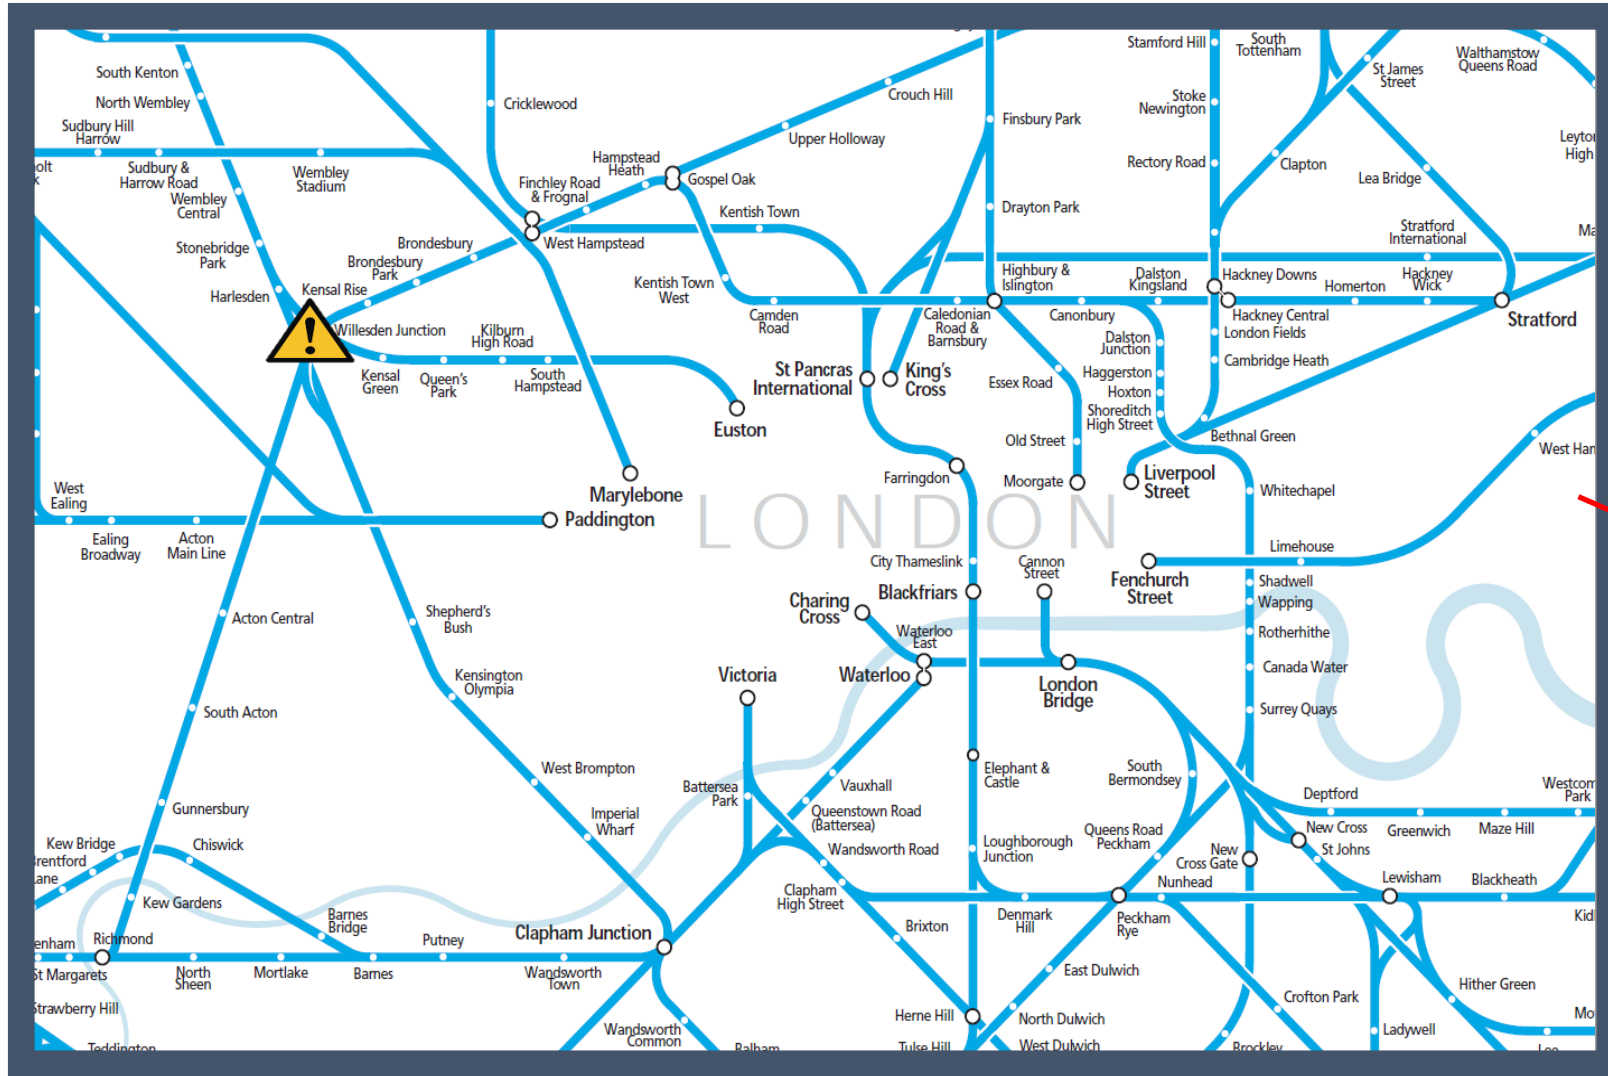 Stamford Hill
South
Tottenham
Walthamstow
Queens Road
South Kenton
St James
Street
North Wembley
Cricklewood
Crouch Hill
Stoke
Newington
Finsbury Park
Sudbury Hill
Harrow
Upper Holloway
Leyton
High
Rectory Road
Clapton
Lea Bridge
Sudbury &
Harrow Road
Wembley
Stadium
Hampstead
Heath
Gospel Oak
Finchley Road
& Frognal
Wembley
Central
Kentish Town
Drayton Park
Stratford
International
Ma
Stonebridge
Park
Brondesbury
West Hampstead
Brondesbury
Park
Harlesden
Kensal Rise
Kentish Town
West
Highbury &
Islington
Dalston
Kingsland
Hackney Downs
Homerton
Hackney
Wick
Camden
Road
Caledonian
Road &
Barnsbury
Canonbury
Hackney Central
Stratford
Willesden Junction
Kilburn
High Road
London Fields
Dalston
Junction
Cambridge Heath
Kensal
Green
Queen's
Park
South
Hampstead
St Pancras
International
King's
Cross
Essex Road
Haggerston
Hoxton
Shoreditch
High Street
Euston
Old Street
Bethnal Green
West Ham
Farringdon
Moorgate
Liverpool
Street
Whitechapel
Marylebone
Paddington
West
Ealing
Ealing
Broadway
Acton
Main Line
LONDON
City Thameslink
Cannon
Street
Limehouse
Fenchurch
Street
Shadwell
Blackfriars
Wapping
Charing
Cross
Acton Central
Shepherd's
Bush
Waterloo
East
Rotherhithe
Kensington
Olympia
Victoria
Waterloo
London
Bridge
Canada Water
South Acton
Surrey Quays
West Brompton
Battersea
Park
Vauxhall
Elephant &
Castle
South
Bermondsey
Westcom
Park
Gunnersbury
Imperial
Wharf
Queenstown Road
(Battersea)
Deptford
Greenwich
Maze Hill
Kew Bridge
Chiswick
Wandsworth Road
Loughborough
Junction
Queens Road
Peckham
New
Cross Gate
New Cross
St Johns
Brentford
Lane
Kew Gardens
Clapham
High Street
Nunhead
Lewisham
Blackheath
Barnes
Bridge
Brixton
Denmark
Hill
Peckham
Rye
Kid
enham
Richmond
Putney
Clapham Junction
St Margarets
North
Sheen
Mortlake
Barnes
Wandsworth
Town
East Dulwich
Crofton Park
Hither Green
Strawberry Hill
Herne Hill
North Dulwich
Mo
Wandsworth
Common
Ladywell
Teddington
Balham
Tulse Hill
West Dulwich
Brockley
Lee